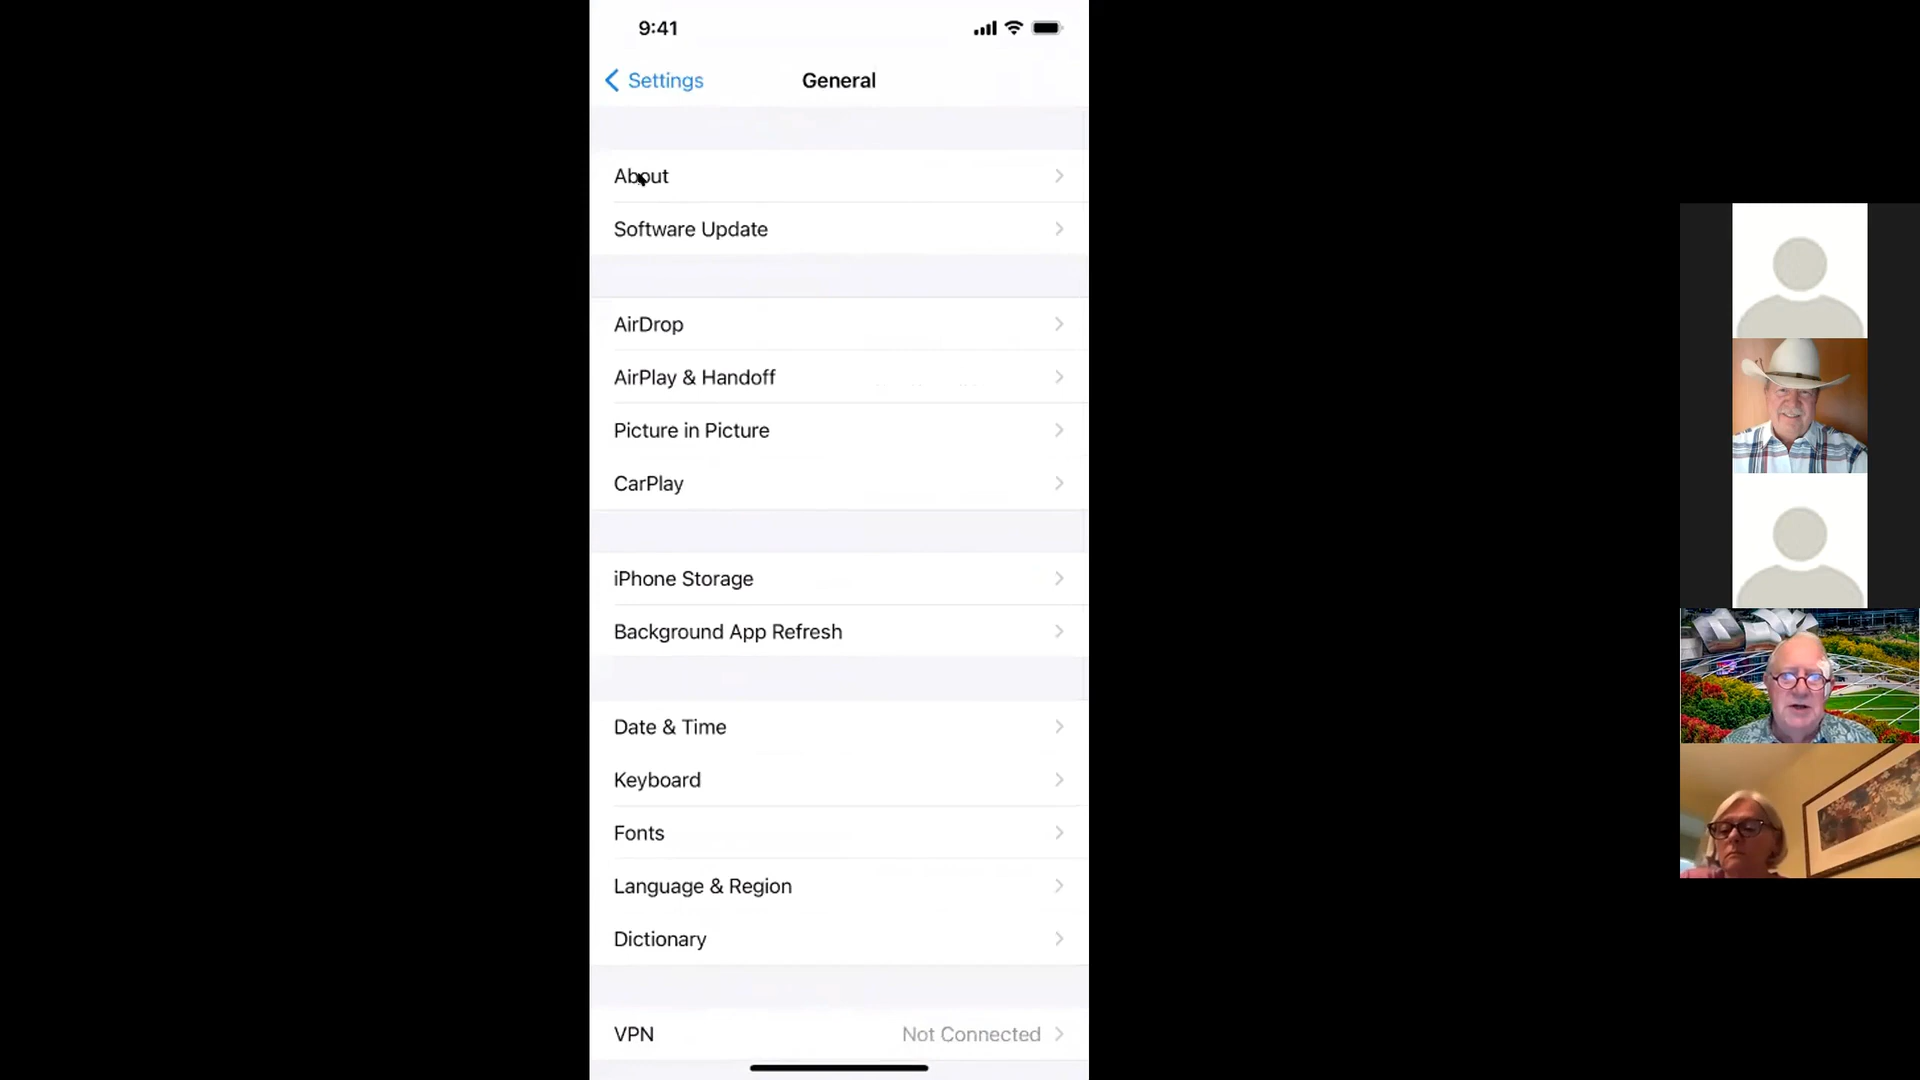 9:41
Settings
General
About
Software Update
AirDrop
AirPlay & Handoff
Picture in Picture
CarPlay
iPhone Storage
Background App Refresh
Date & Time
Keyboard
Fonts
Language & Region
Dictionary
VPN Not Connected